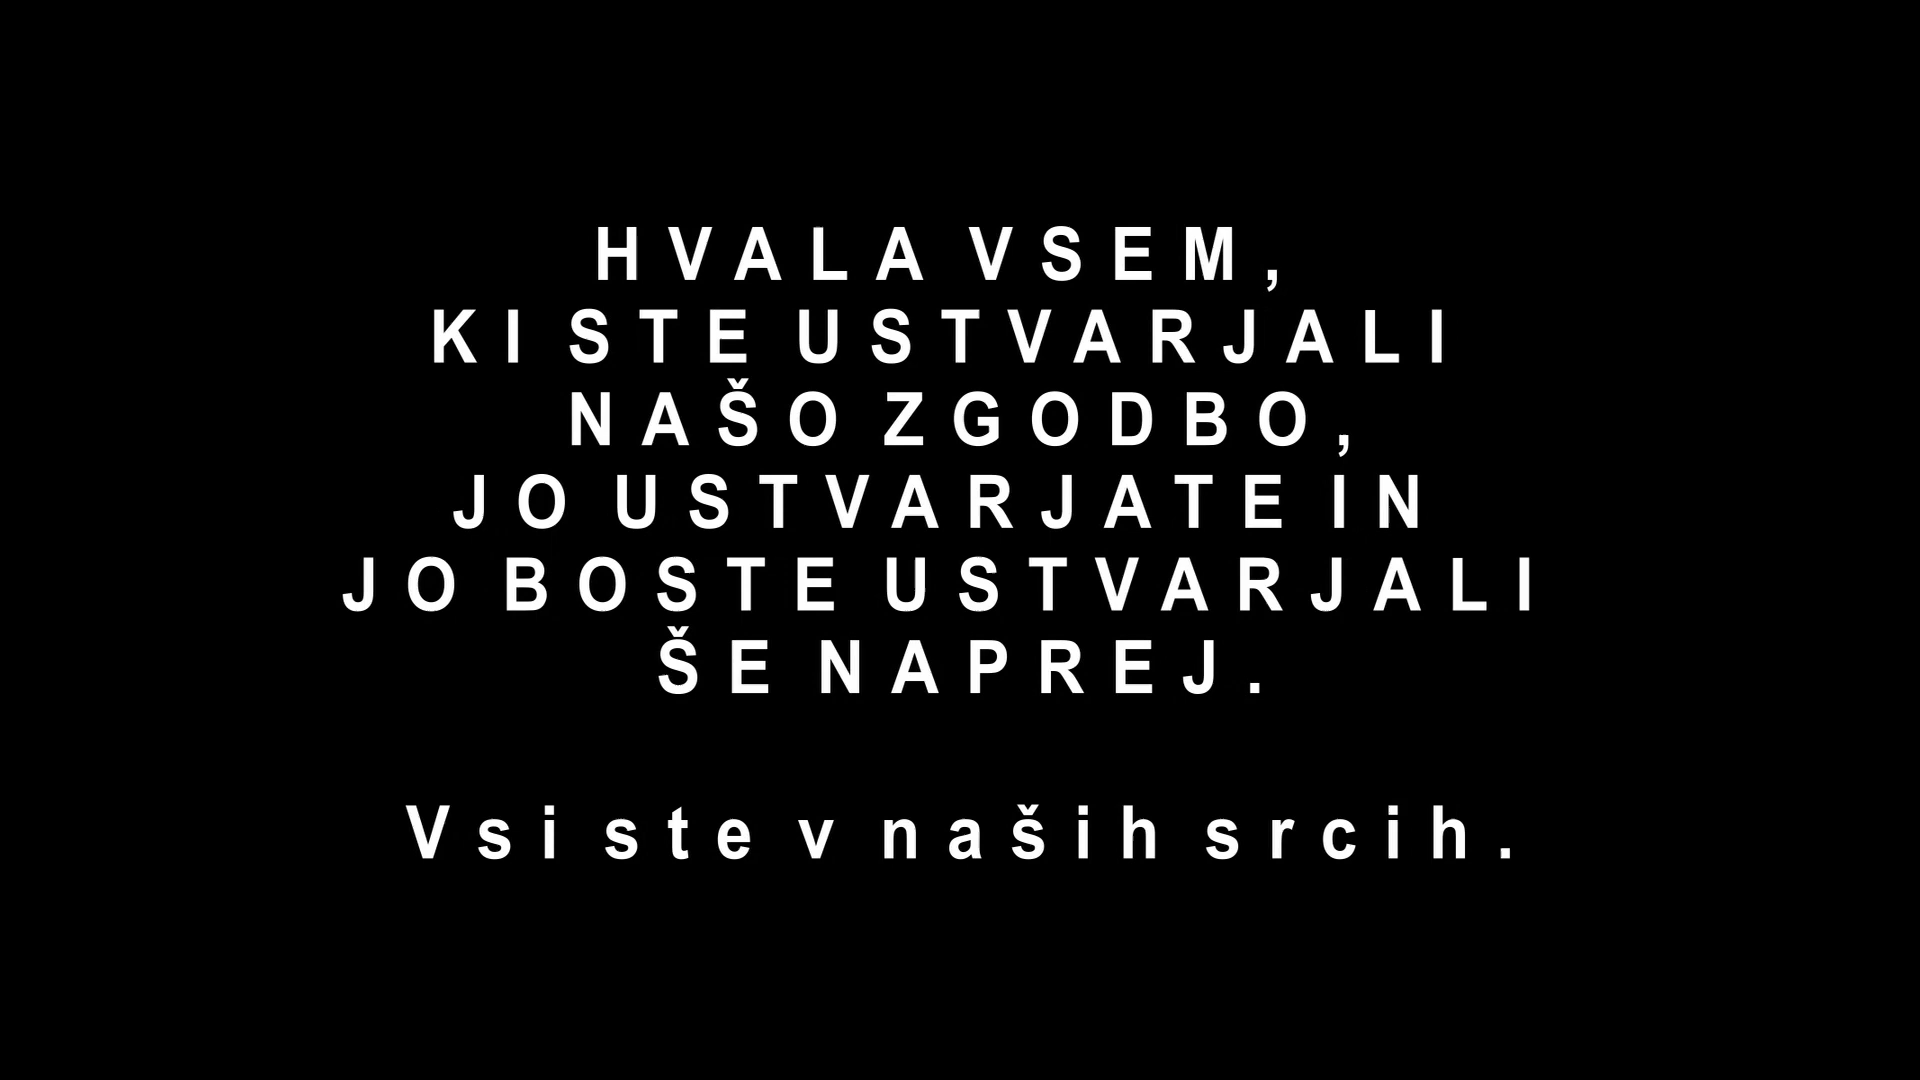 HVALA VSEM,
KI STE USTVARJALI
NAŠO ZGODBO,
JO USTVARJATE IN
JO BOSTE USTVARJALI
ŠE NAPREJ.
Vsi ste v naših srcih.